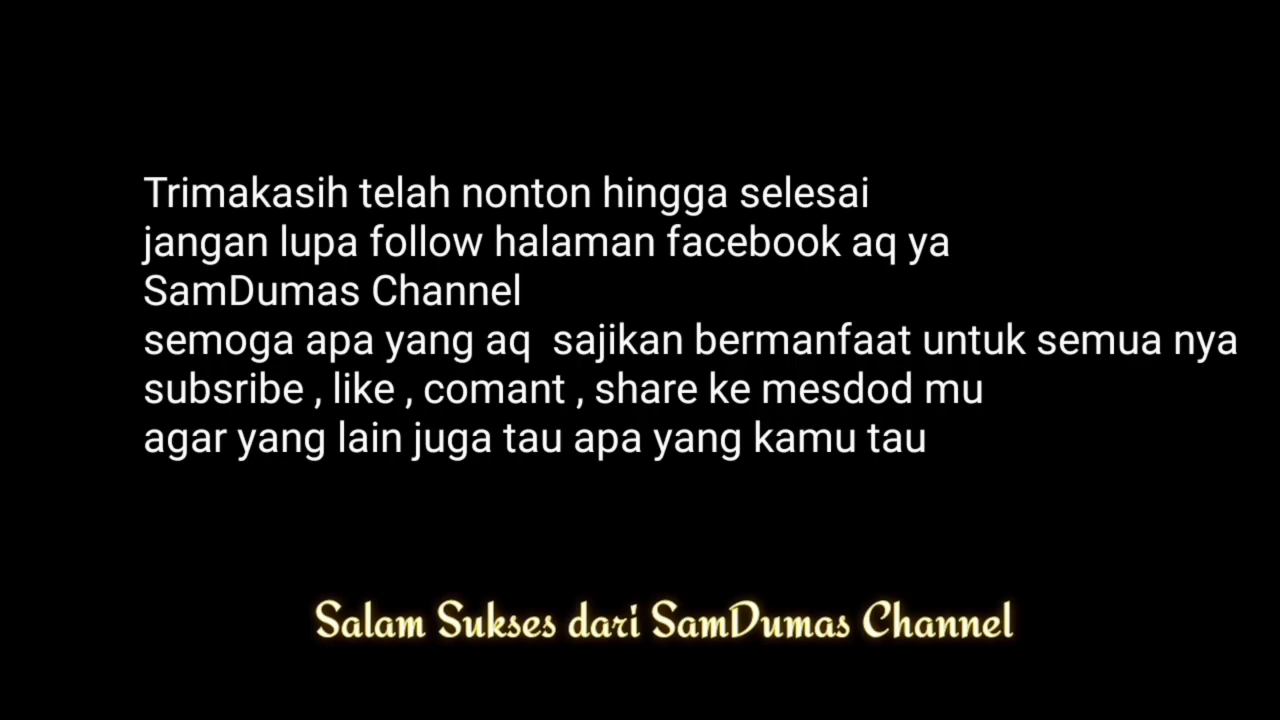 Trimakasih telah nonton hingga selesai
jangan lupa follow halaman facebook aq ya
SamDumas Channel
semoga apa yang aq  sajikan bermanfaat untuk semua nya
subsribe , like , comant , share ke mesdod mu
agar yang lain juga tau apa yang kamu tau
Salam Sukses dari SamDumas Channel